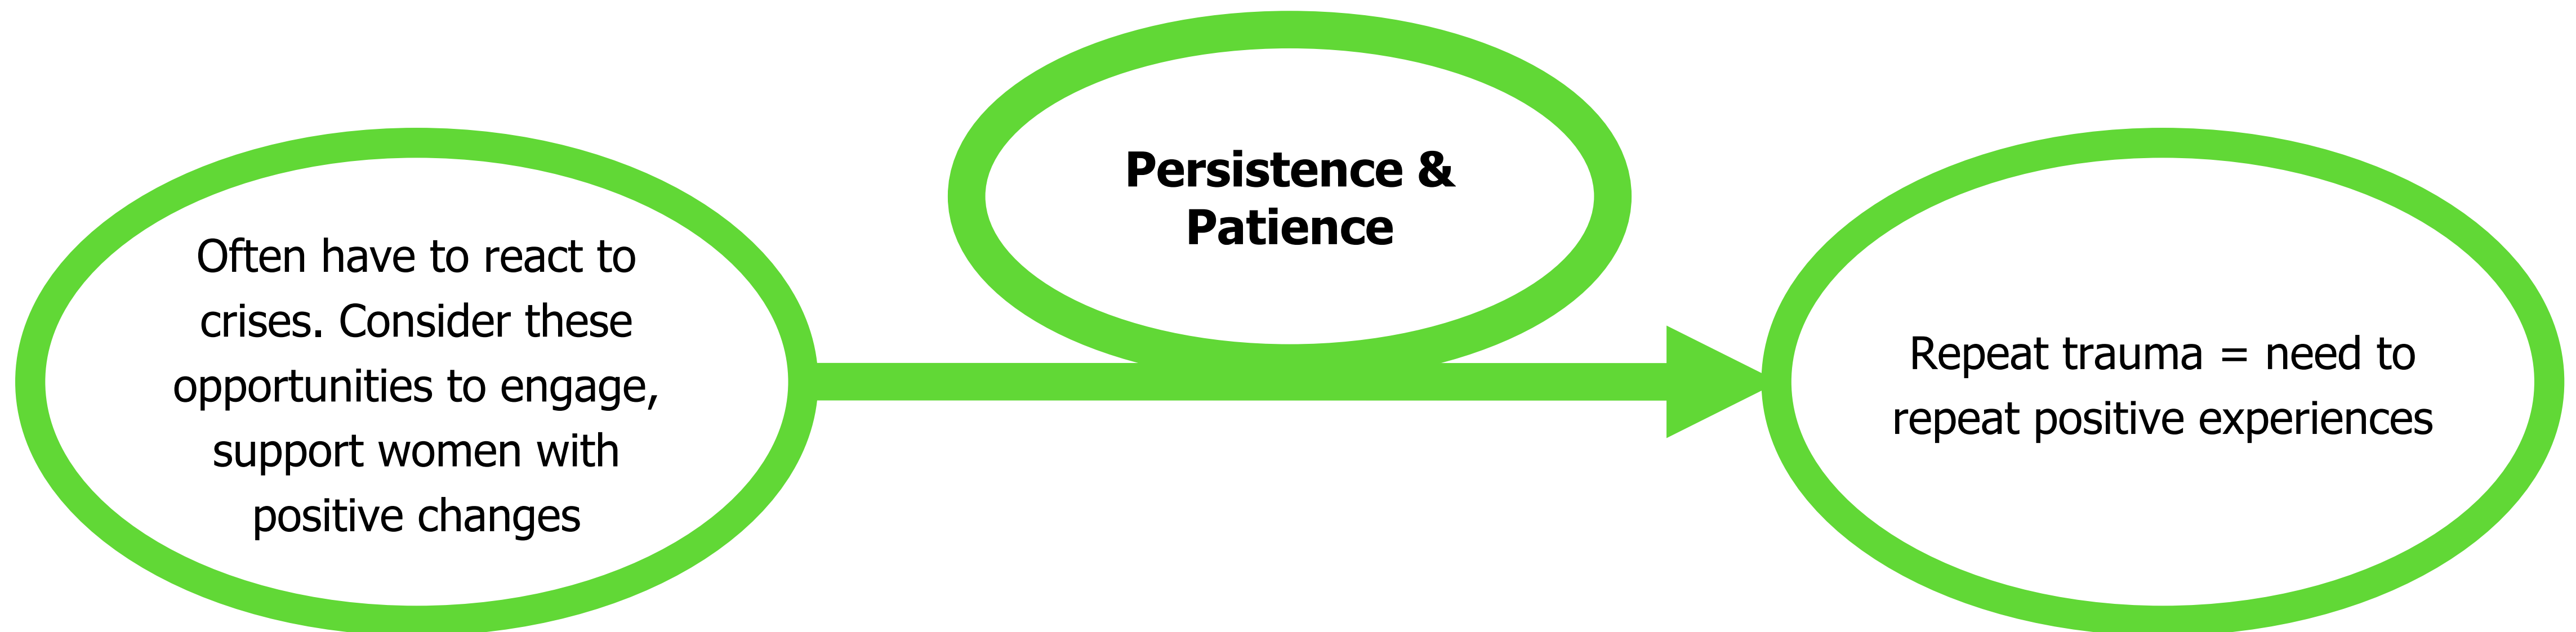 Persistence &
Patience
Often have to react to
crises. Consider these
opportunities to engage,
support women with
positive changes
Repeat trauma = need to
repeat positive experiences